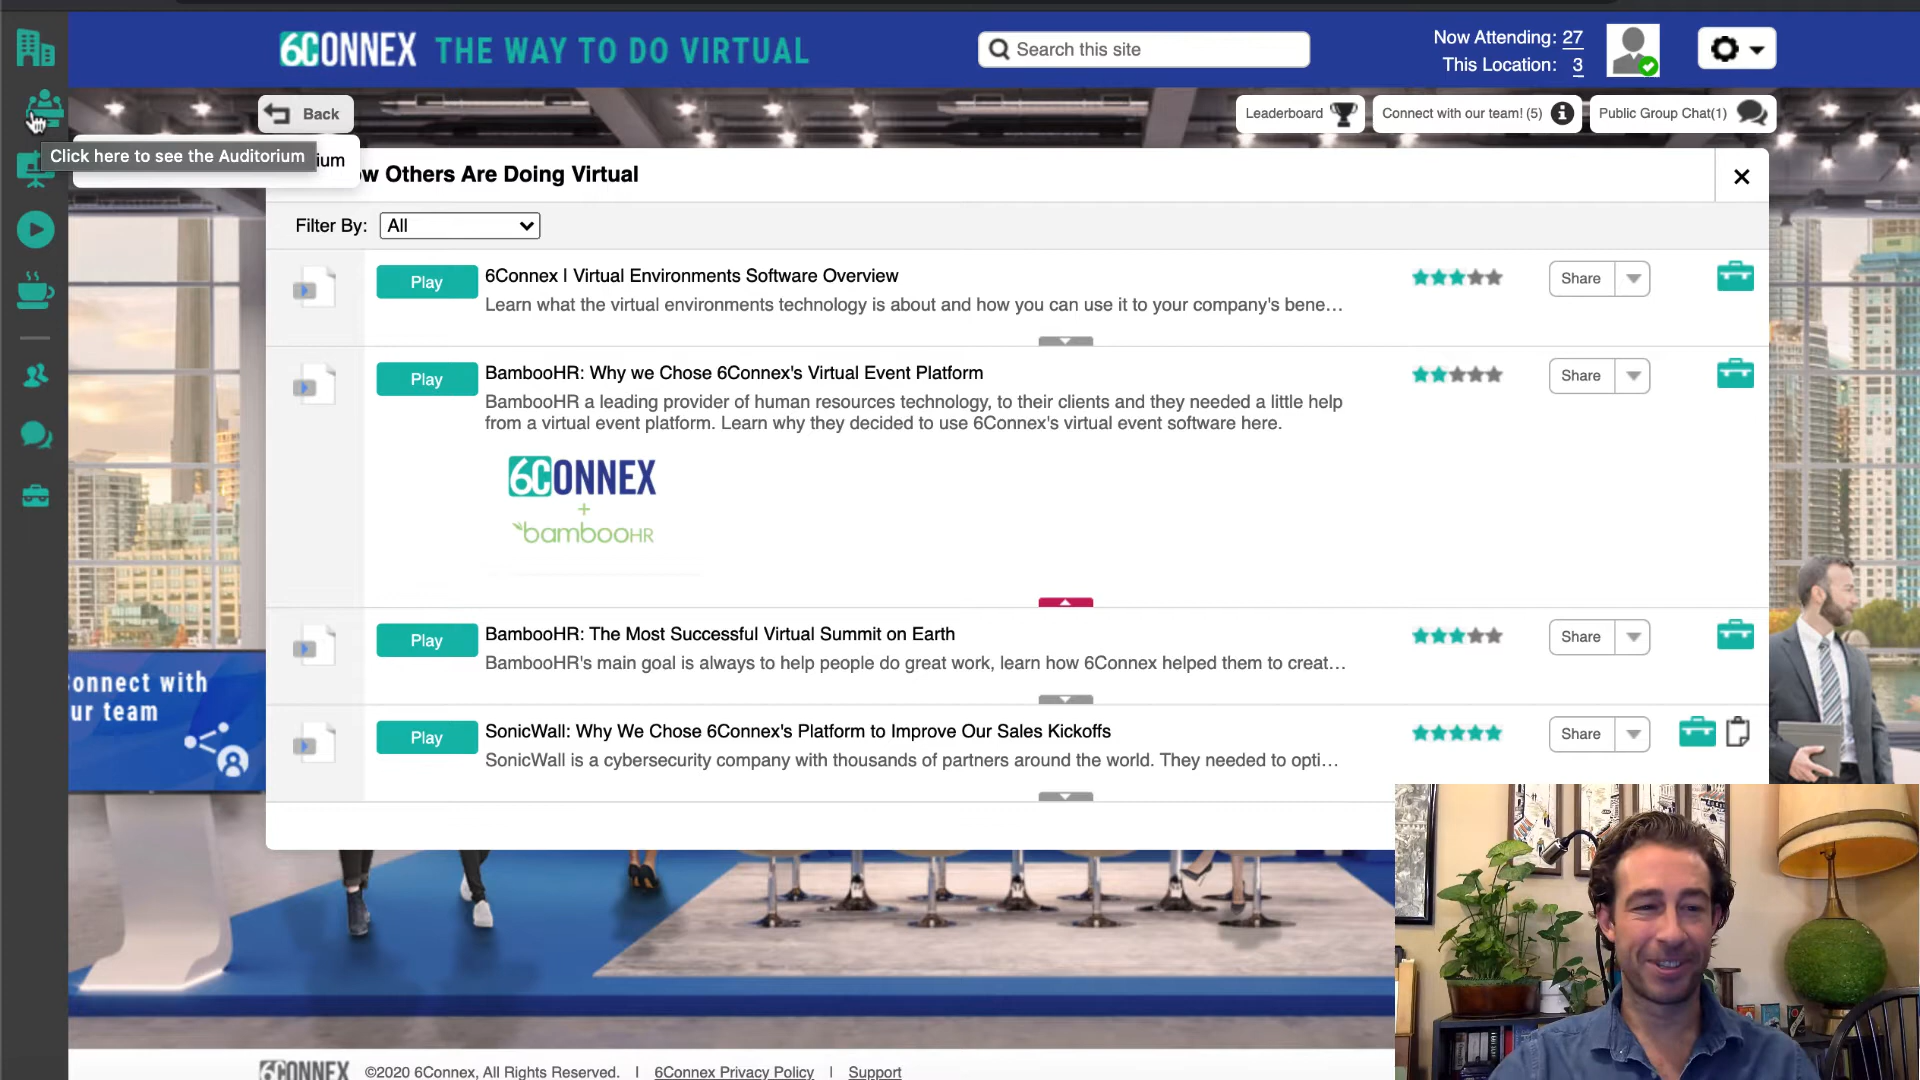 6CONNEX THE WAY TO DO VIRTUAL
Search this site
Now Attending: 27
This Location: 3
Back
Leaderboard
Connect with our team! (5)
Public Group Chat(1)
Click here to see the Auditorium
ium
w Others Are Doing Virtual
Filter By: All
Play
6Connex | Virtual Environments Software Overview
Learn what the virtual environments technology is about and how you can use it to your company's bene…
Share
Play
BambooHR: Why we Chose 6Connex's Virtual Event Platform
BambooHR a leading provider of human resources technology, to their clients and they needed a little help
from a virtual event platform. Learn why they decided to use 6Connex's virtual event software here.
Share
6CONNEX
+
bambooHR
Play
BambooHR: The Most Successful Virtual Summit on Earth
BambooHR's main goal is always to help people do great work, learn how 6Connex helped them to creat…
Share
Play
SonicWall: Why We Chose 6Connex's Platform to Improve Our Sales Kickoffs
SonicWall is a cybersecurity company with thousands of partners around the world. They needed to opti…
Share
onnect with
ur team
6CONNEX ©2020 6Connex, All Rights Reserved. | 6Connex Privacy Policy | Support